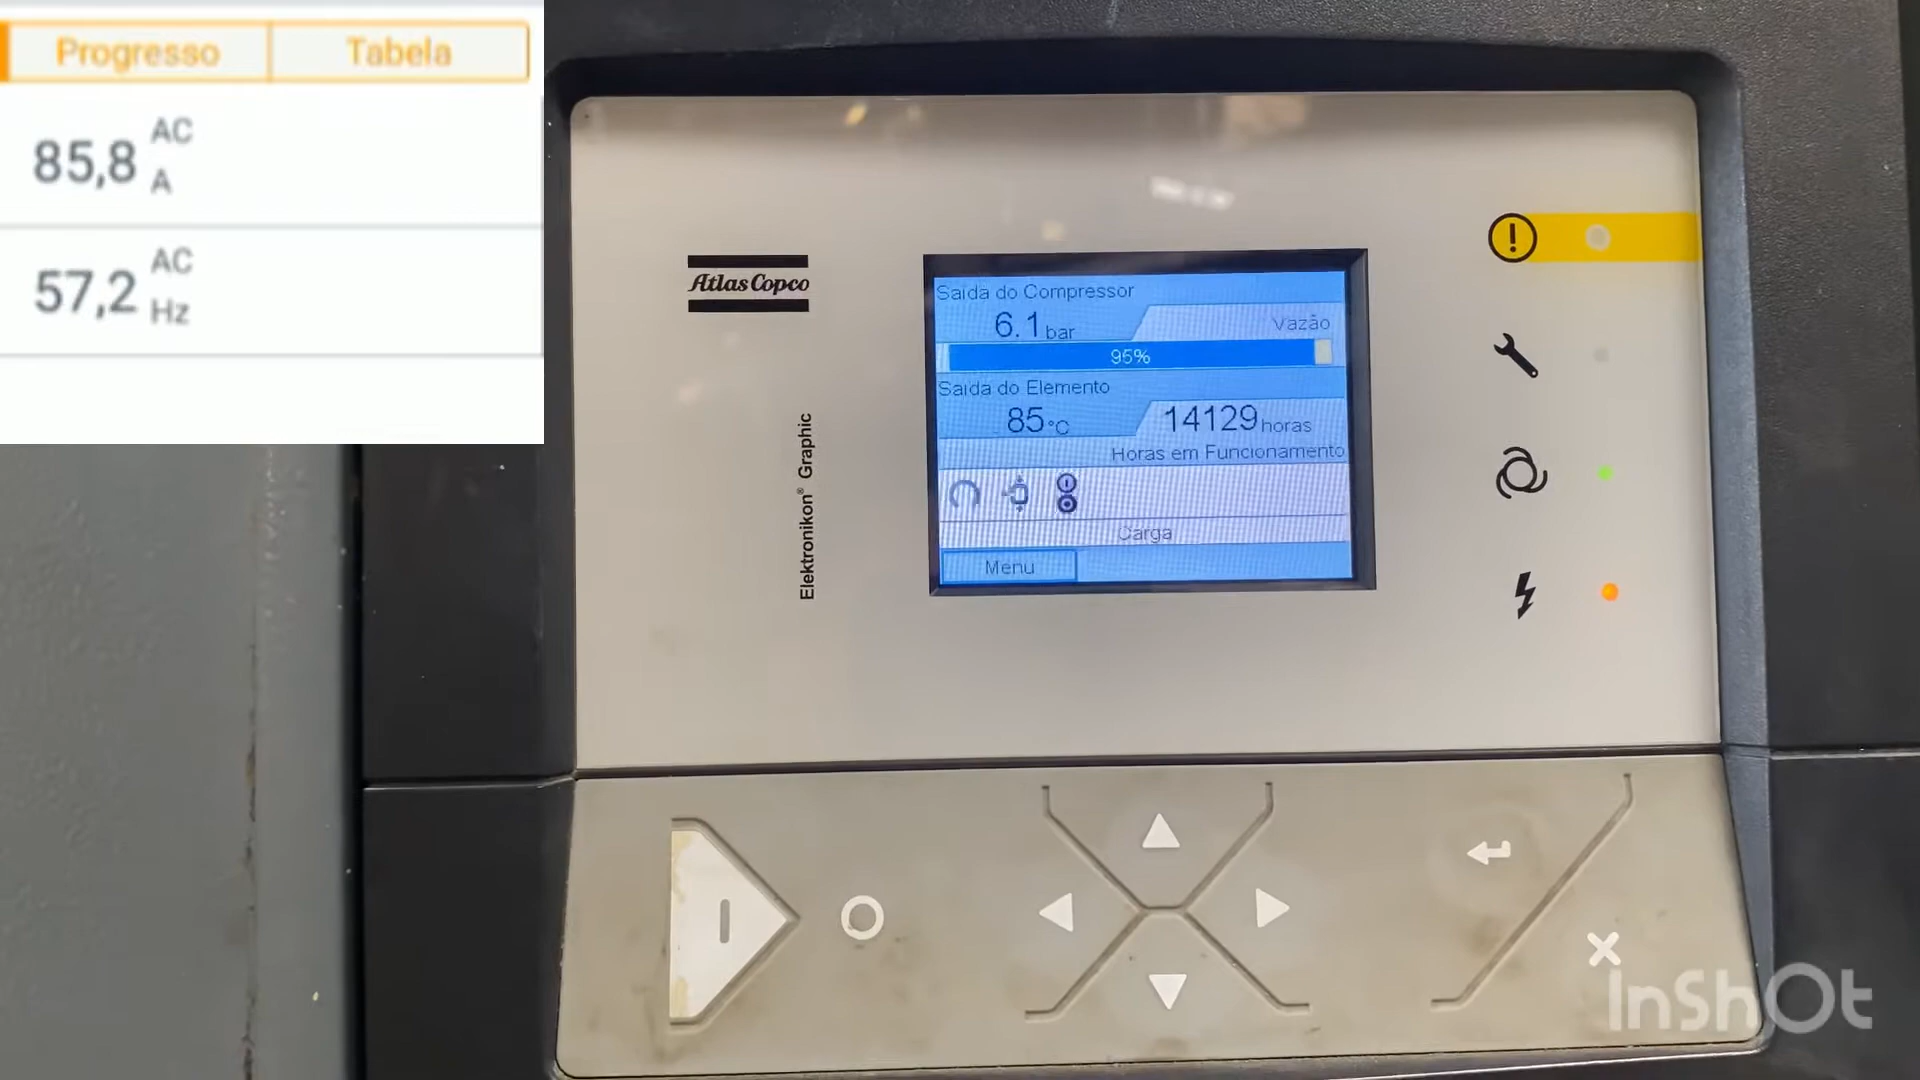 Progresso
Tabela
85,8 AC A
57,2 AC Hz
Atlas Copco
Elektronikon® Graphic
Saída do Compressor
6.1 bar
Vazão
95%
Saída do Elemento
85°C
14129 horas
Horas em Funcionamento
Carga
Menu
InShOt